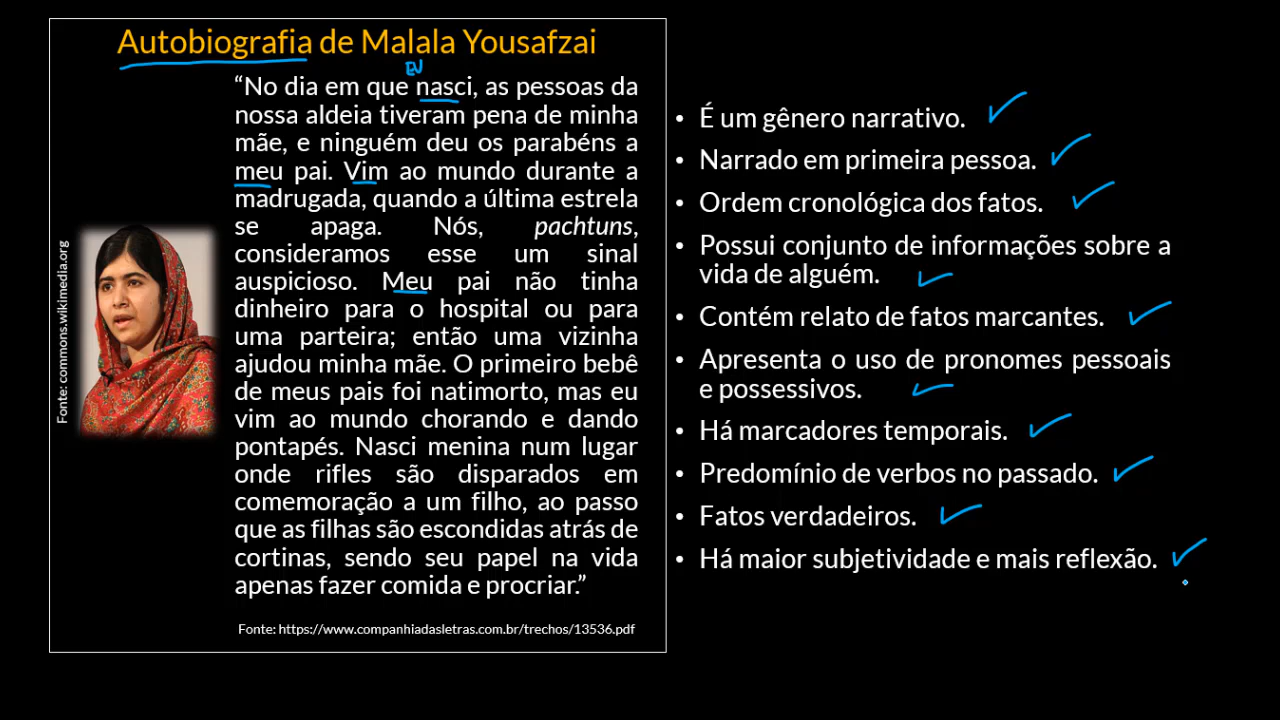 Autobiografia de Malala Yousafzai
EU
“No dia em que nasci, as pessoas da
nossa aldeia tiveram pena de minha
mãe, e ninguém deu os parabéns a
meu pai. Vim ao mundo durante a
madrugada, quando a última estrela
se apaga. Nós, pachtuns,
consideramos esse um sinal
auspicioso. Meu pai não tinha
dinheiro para o hospital ou para
uma parteira; então uma vizinha
ajudou minha mãe. O primeiro bebê
de meus pais foi natimorto, mas eu
vim ao mundo chorando e dando
pontapés. Nasci menina num lugar
onde rifles são disparados em
comemoração a um filho, ao passo
que as filhas são escondidas atrás de
cortinas, sendo seu papel na vida
apenas fazer comida e procriar.”
Fonte: https://www.companhiadasletras.com.br/trechos/13536.pdf
Fonte: commons.wikimedia.org
• É um gênero narrativo.
• Narrado em primeira pessoa.
• Ordem cronológica dos fatos.
• Possui conjunto de informações sobre a
vida de alguém.
• Contém relato de fatos marcantes.
• Apresenta o uso de pronomes pessoais
e possessivos.
• Há marcadores temporais.
• Predomínio de verbos no passado.
• Fatos verdadeiros.
• Há maior subjetividade e mais reflexão.